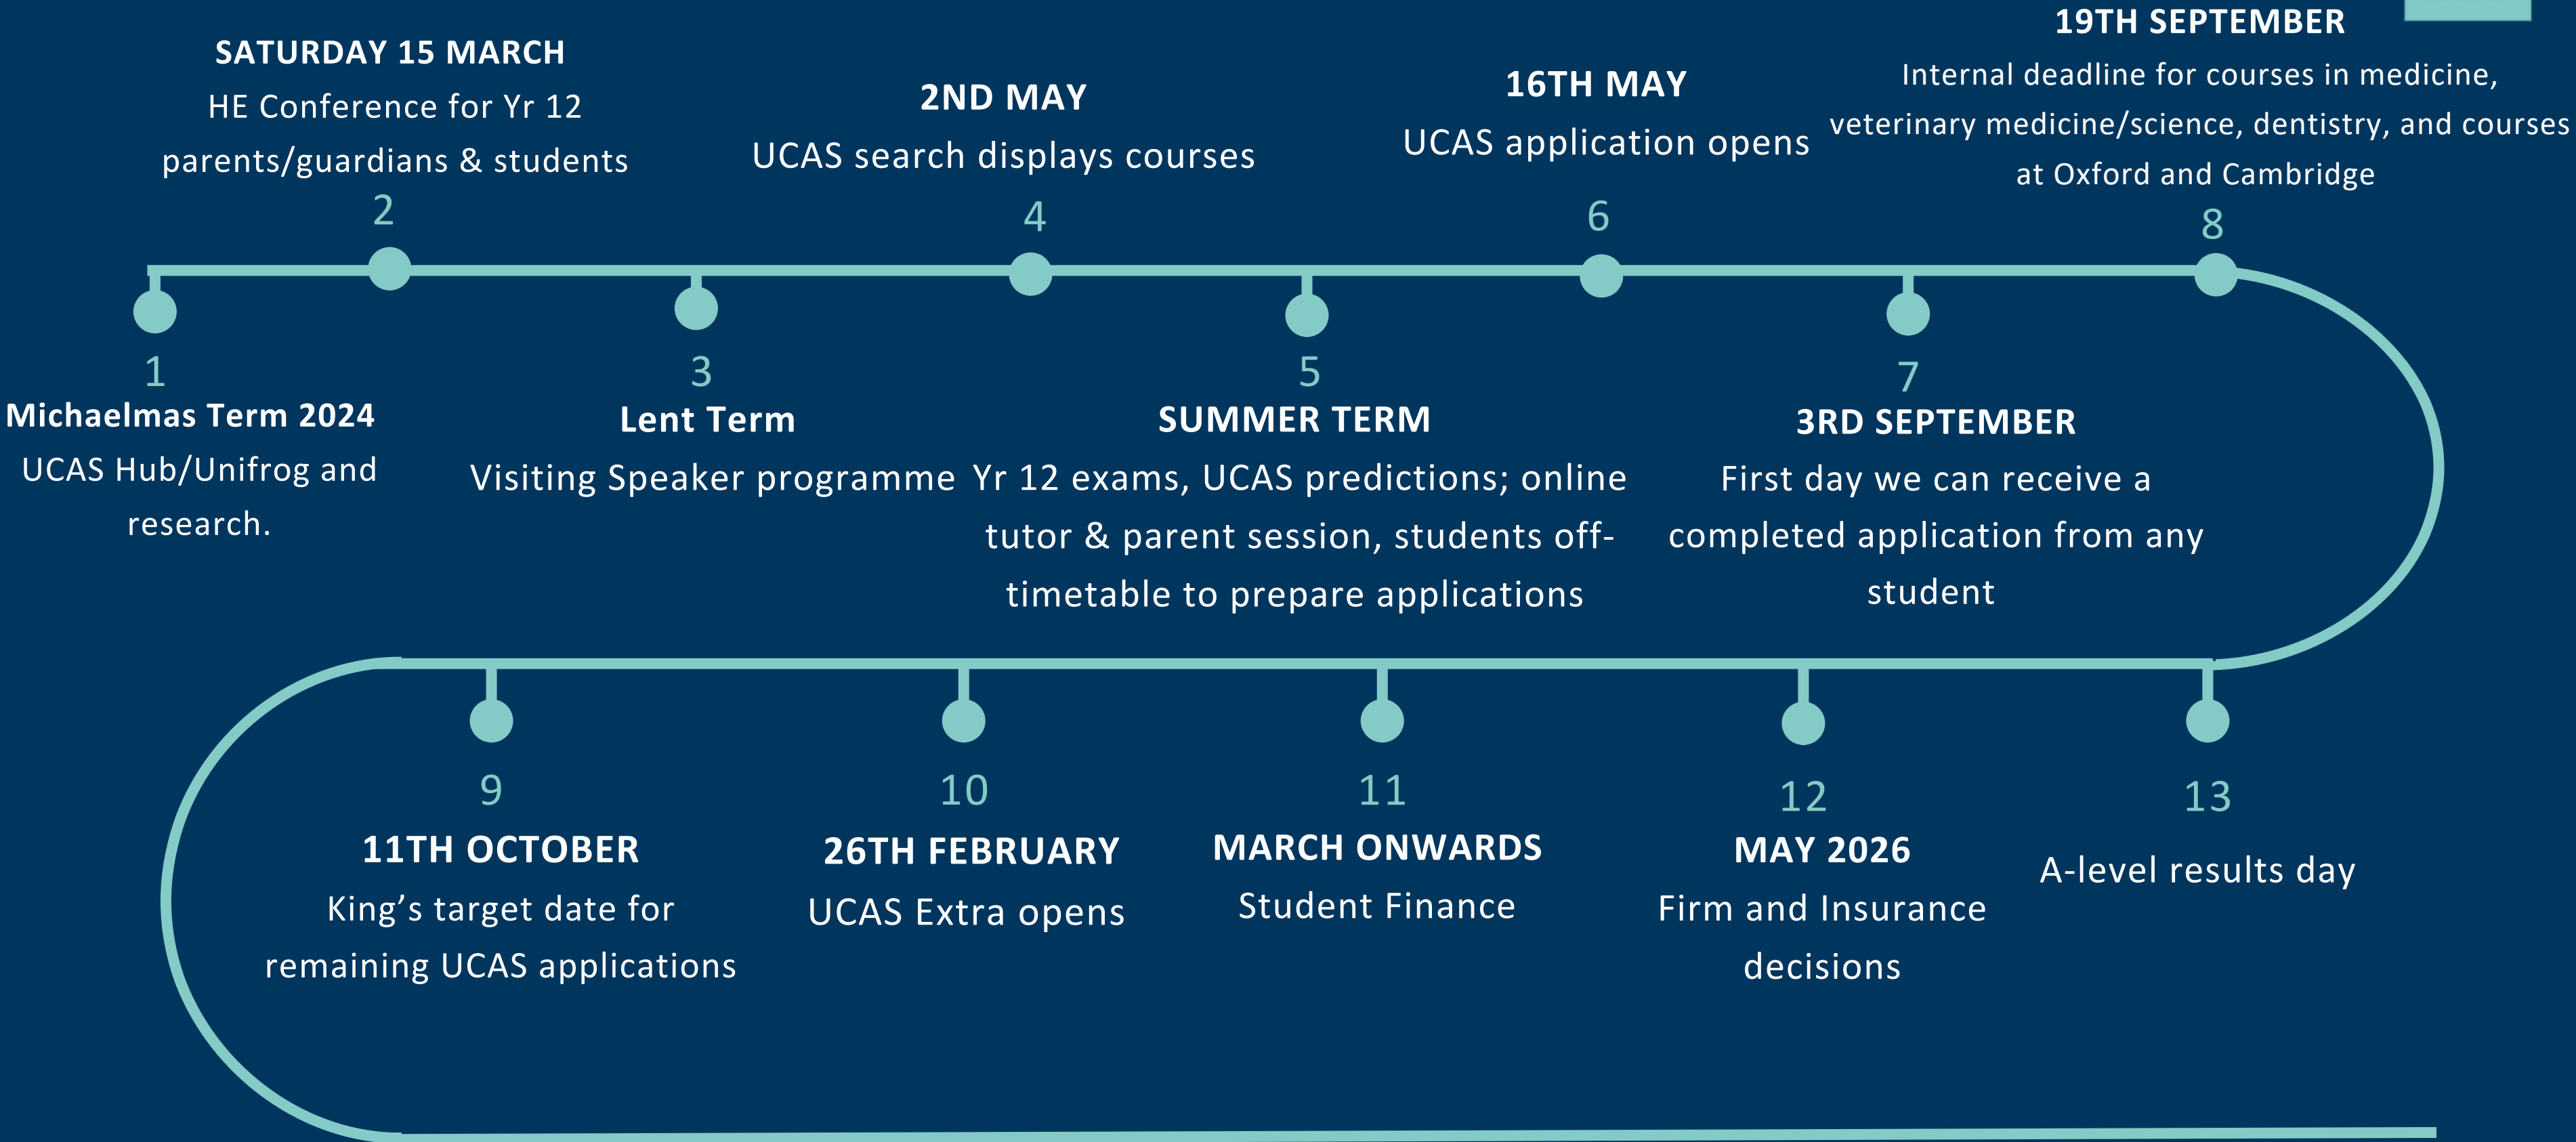 SATURDAY 15 MARCH
HE Conference for Yr 12
parents/guardians & students
2
2ND MAY
UCAS search displays courses
4
16TH MAY
UCAS application opens
6
19TH SEPTEMBER
Internal deadline for courses in medicine,
veterinary medicine/science, dentistry, and courses
at Oxford and Cambridge
8
1
Michaelmas Term 2024
UCAS Hub/Unifrog and
research.
3
Lent Term
Visiting Speaker programme
5
SUMMER TERM
Yr 12 exams, UCAS predictions; online
tutor & parent session, students off-
timetable to prepare applications
7
3RD SEPTEMBER
First day we can receive a
completed application from any
student
9
11TH OCTOBER
King’s target date for
remaining UCAS applications
10
26TH FEBRUARY
UCAS Extra opens
11
MARCH ONWARDS
Student Finance
12
MAY 2026
Firm and Insurance
decisions
13
A-level results day